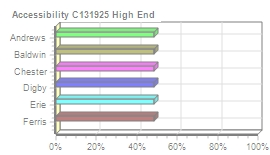 Accessibility C131925 High End
Andrews
Baldwin
Chester
Digby
Erie
Ferris
0% 20% 40% 60% 80% 100%